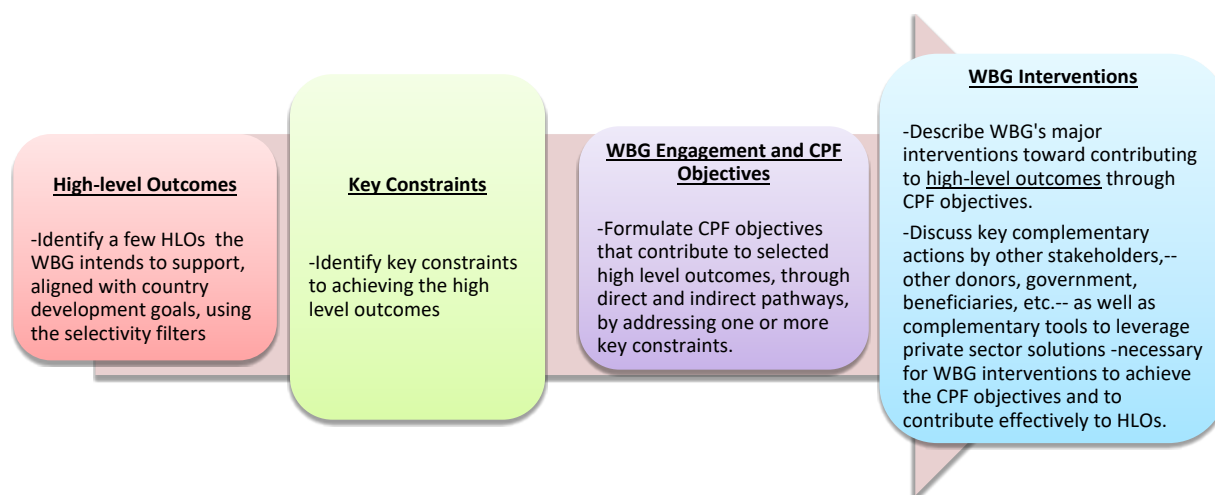 High-level Outcomes
-Identify a few HLOs the
WBG intends to support,
aligned with country
development goals, using
the selectivity filters
Key Constraints
-Identify key constraints
to achieving the high
level outcomes
WBG Engagement and CPF
Objectives
-Formulate CPF objectives
that contribute to selected
high level outcomes, through
direct and indirect pathways,
by addressing one or more
key constraints.
WBG Interventions
-Describe WBG's major
interventions toward contributing
to high-level outcomes through
CPF objectives.
-Discuss key complementary
actions by other stakeholders,--
other donors, government,
beneficiaries, etc.-- as well as
complementary tools to leverage
private sector solutions -necessary
for WBG interventions to achieve
the CPF objectives and to
contribute effectively to HLOs.